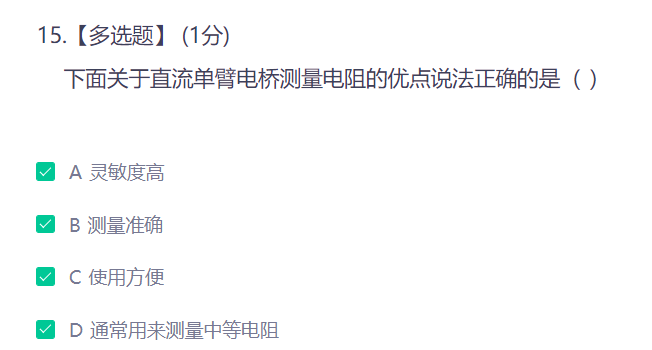 15.【多选题】 (1分)
下面关于直流单臂电桥测量电阻的优点说法正确的是（ ）
A 灵敏度高
B 测量准确
C 使用方便
D 通常用来测量中等电阻